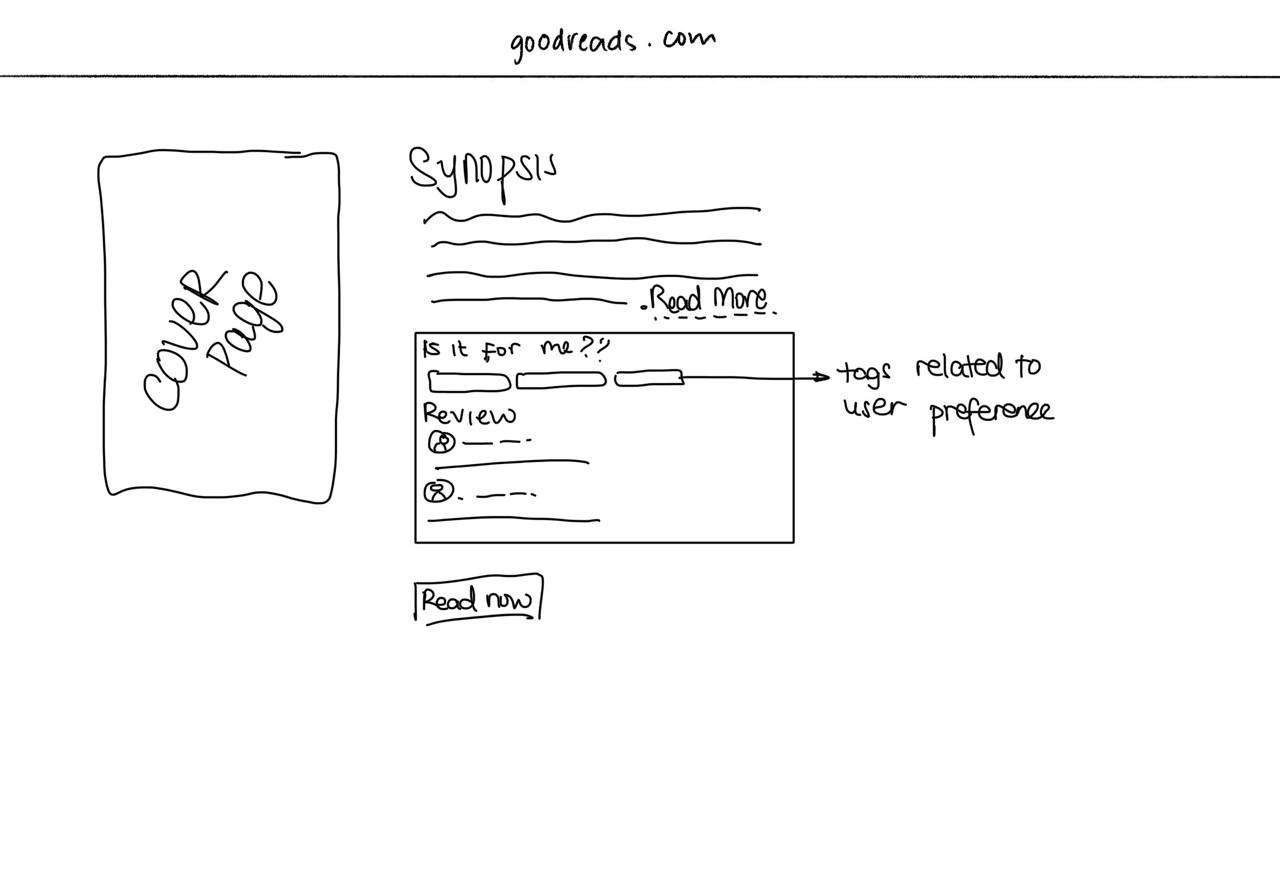 goodreads.com
Synopsis
Cover
Page
Read More
Is it for me??
tags related to
user preference
Review
Read now